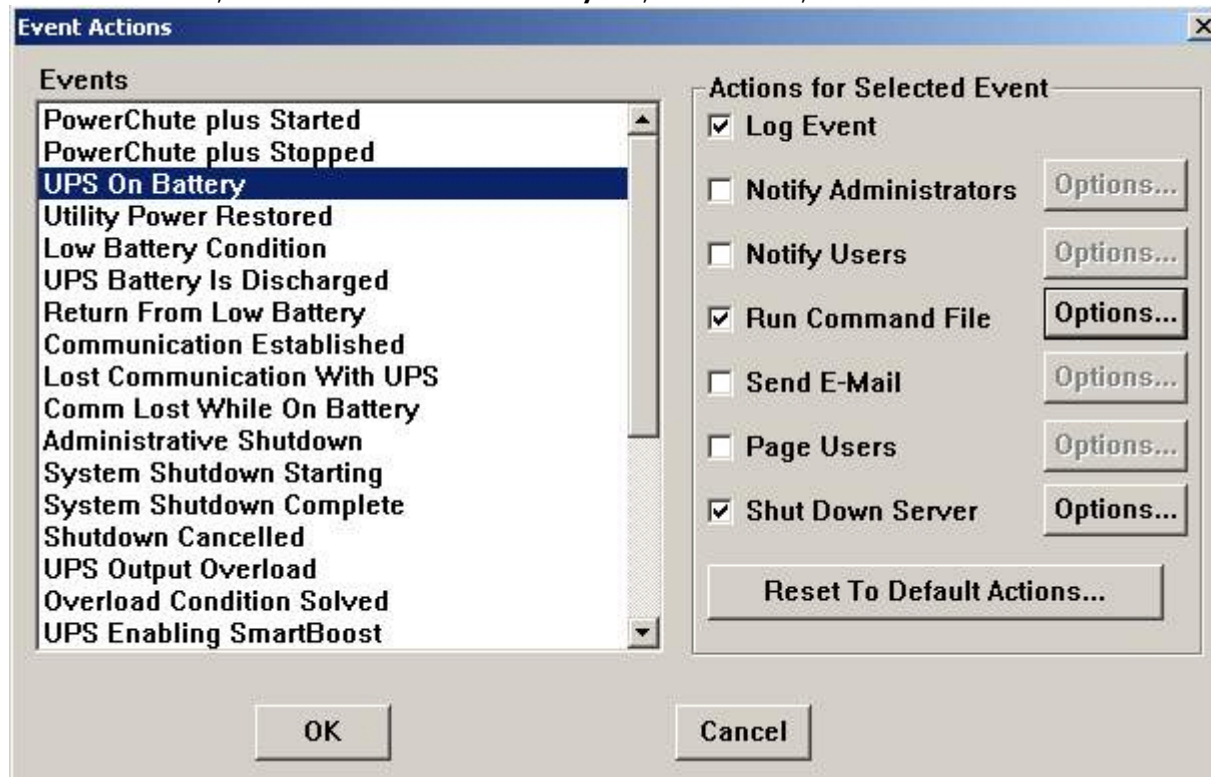 Event Actions
Events
PowerChute plus Started
PowerChute plus Stopped
UPS On Battery
Utility Power Restored
Low Battery Condition
UPS Battery Is Discharged
Return From Low Battery
Communication Established
Lost Communication With UPS
Comm Lost While On Battery
Administrative Shutdown
System Shutdown Starting
System Shutdown Complete
Shutdown Cancelled
UPS Output Overload
Overload Condition Solved
UPS Enabling SmartBoost
Actions for Selected Event
Log Event
Notify Administrators Options...
Notify Users Options...
Run Command File Options...
Send E-Mail Options...
Page Users Options...
Shut Down Server Options...
Reset To Default Actions...
OK Cancel